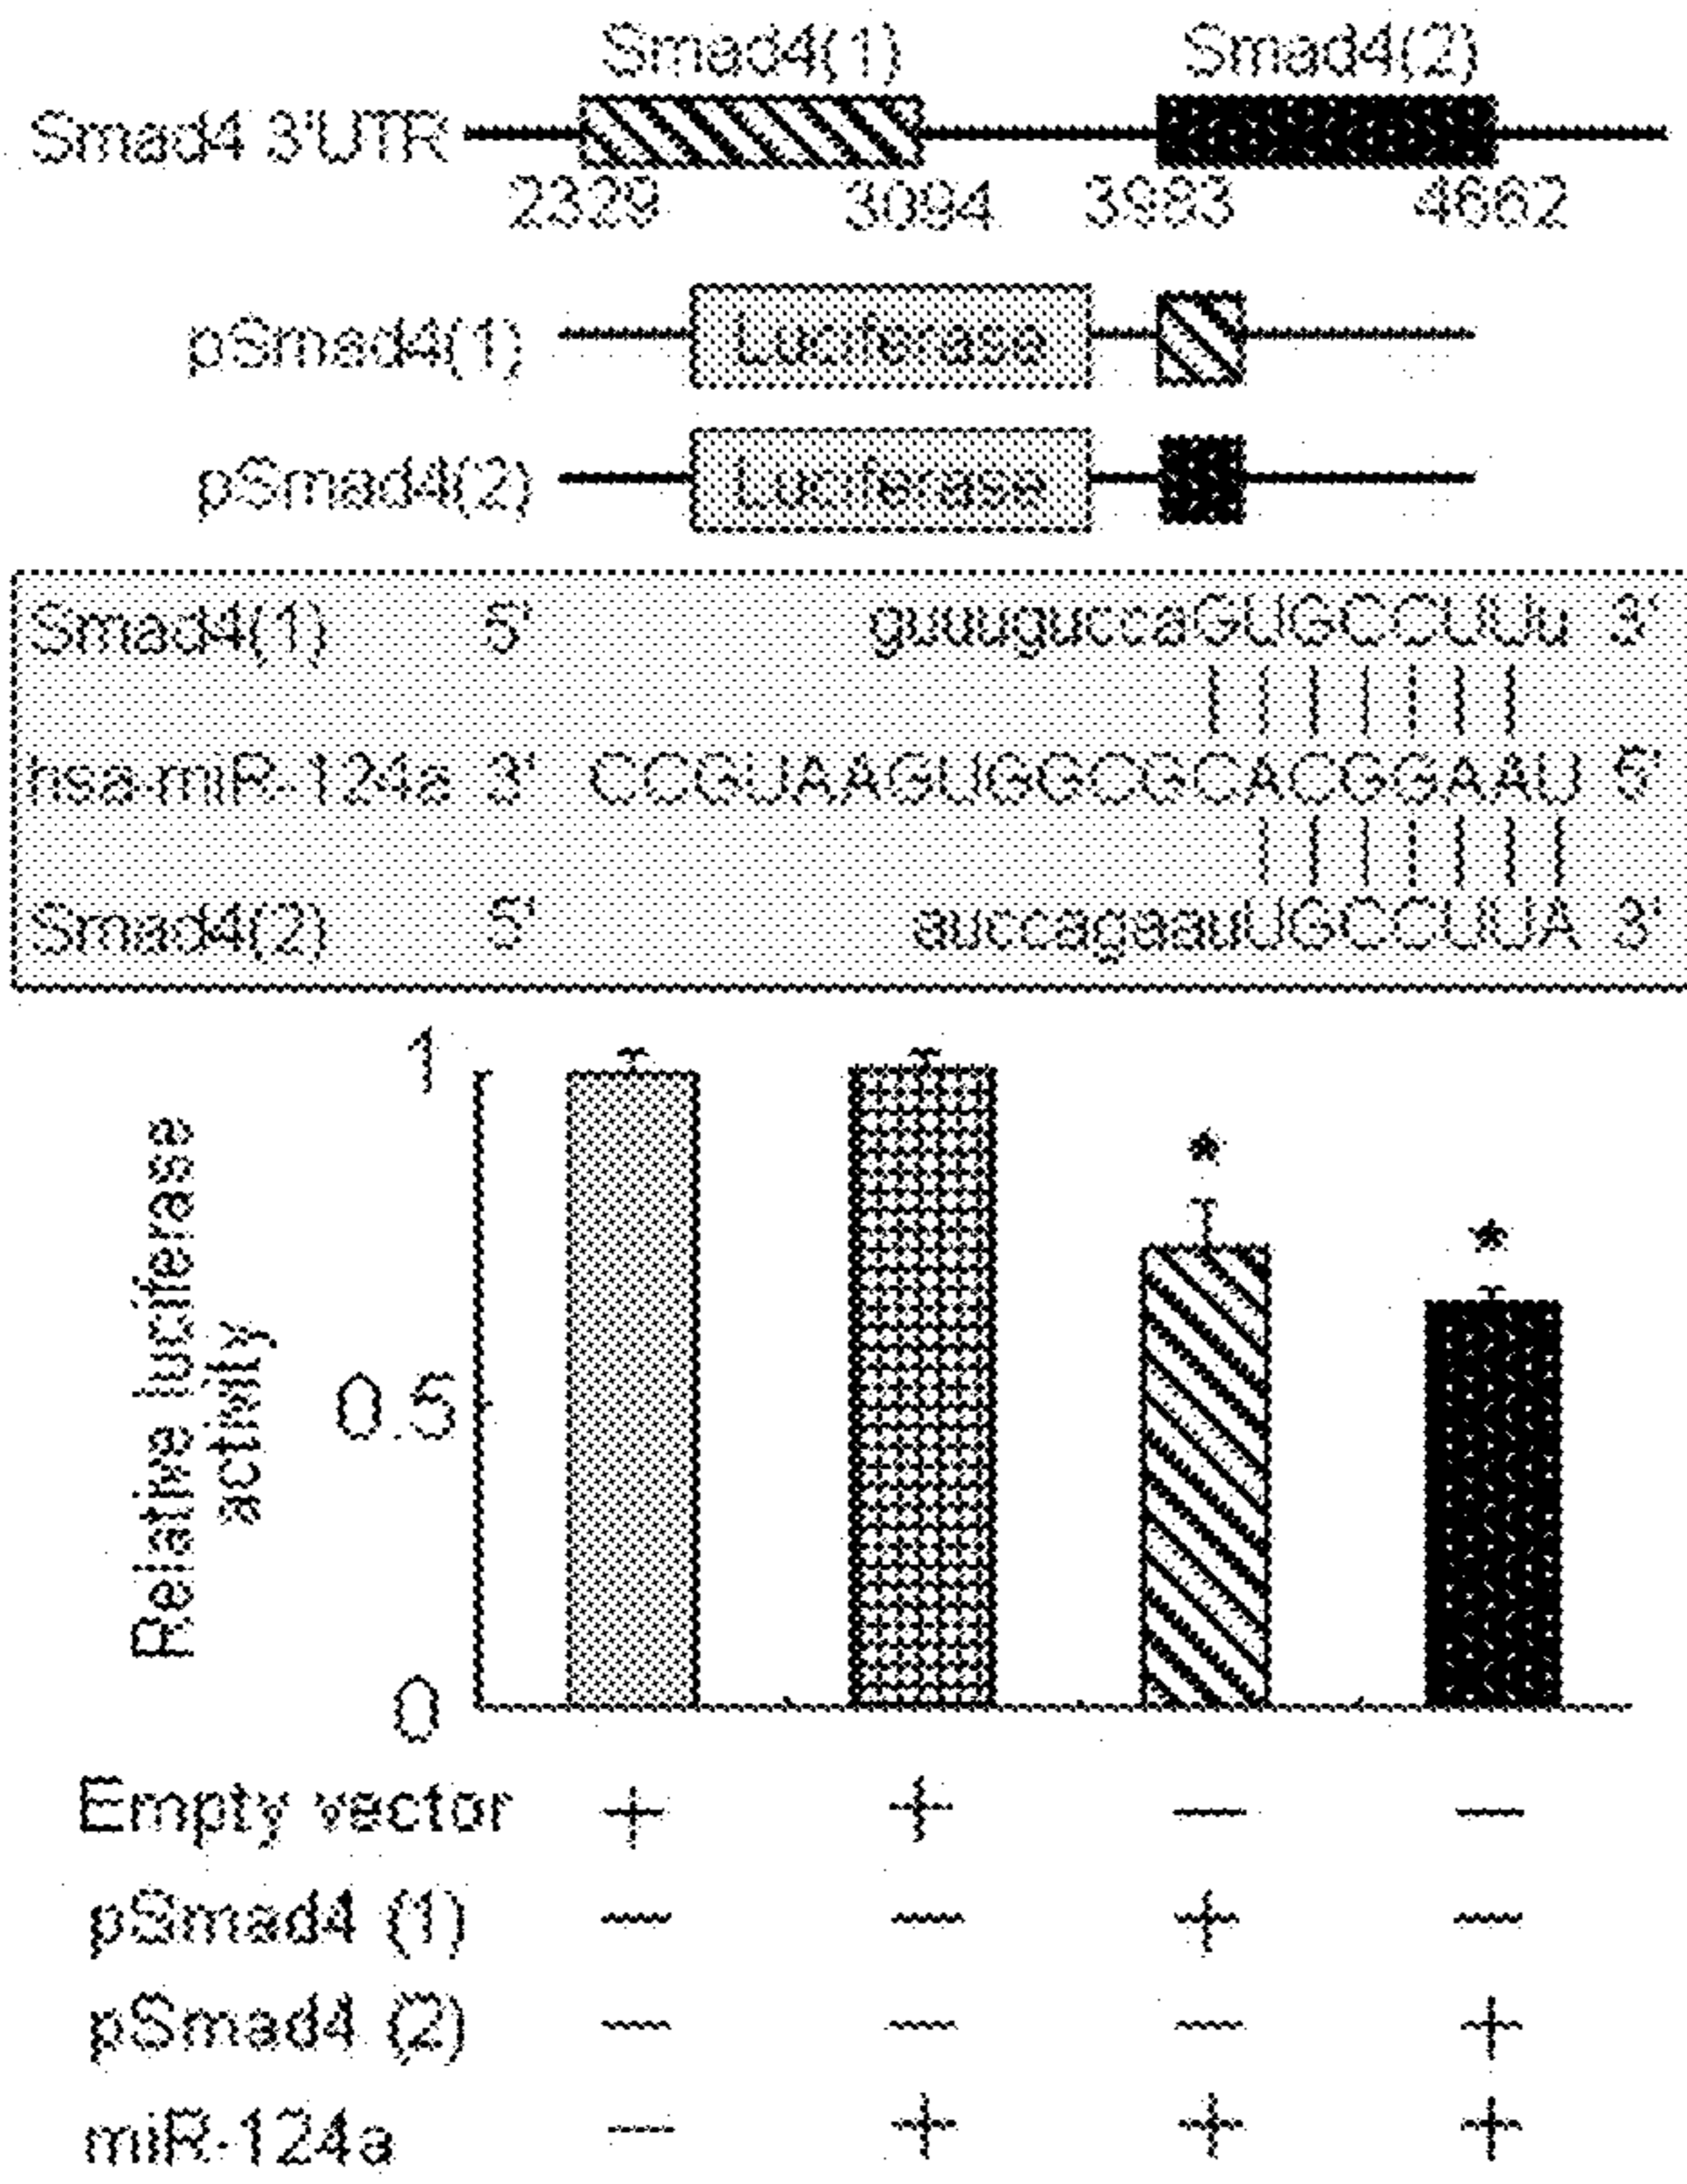 Smad4(1) Smad4(2)
Smad4 3'UTR
2329 3094 3983 4662
pSmad4(1) Luciferase
pSmad4(2) Luciferase
Smad4(1) 5' guuuguccaGUGCCUUu 3'
hsa-miR-124a 3' CCGUAAGUGGCGCACGGAAU 5'
Smad4(2) 5' auccagaauUGCCUUA 3'
1
0.5
0
Relative luciferase
activity
* *
Empty vector + + — —
pSmad4 (1) — — + —
pSmad4 (2) — — — +
miR-124a — + + +